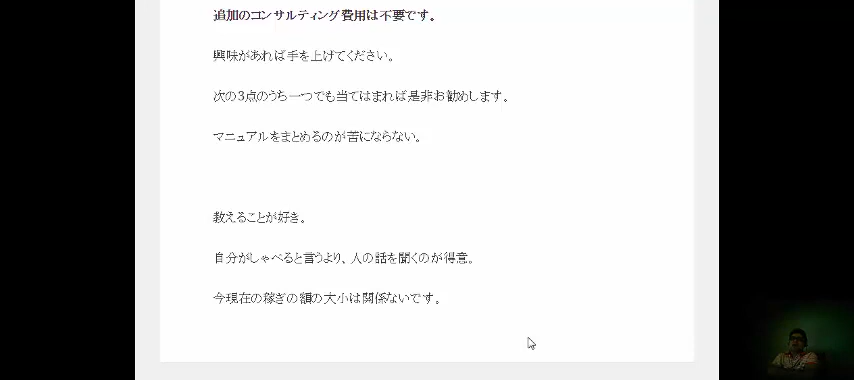 追加のコンサルティング費用は不要です。
興味があれば手を上げてください。
次の3点のうち一つでも当てはまれば是非お勧めします。
マニュアルをまとめるのが苦にならない。
教えることが好き。
自分がしゃべると言うより、人の話を聞くのが得意。
今現在の稼ぎの額の大小は関係ないです。